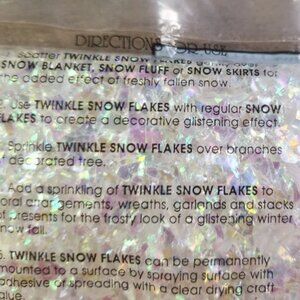 DIRECTIONS FOR USE
Scatter TWINKLE SNOW FLAKES over
SNOW BLANKET, SNOW FLUFF or SNOW SKIRTS for
the added effect of freshly fallen snow.
Use TWINKLE SNOW FLAKES with regular SNOW
FLAKES to create a decorative glistening effect.
Sprinkle TWINKLE SNOW FLAKES over branches
of decorated tree.
Add a sprinkling of TWINKLE SNOW FLAKES to
oral arrangements, wreaths, garlands and stacks
of presents for the frosty look of a glistening winter
snow fall.
5. TWINKLE SNOW FLAKES can be permanently
mounted to a surface by spraying surface with
adhesive or spreading with a clear drying craft
glue.